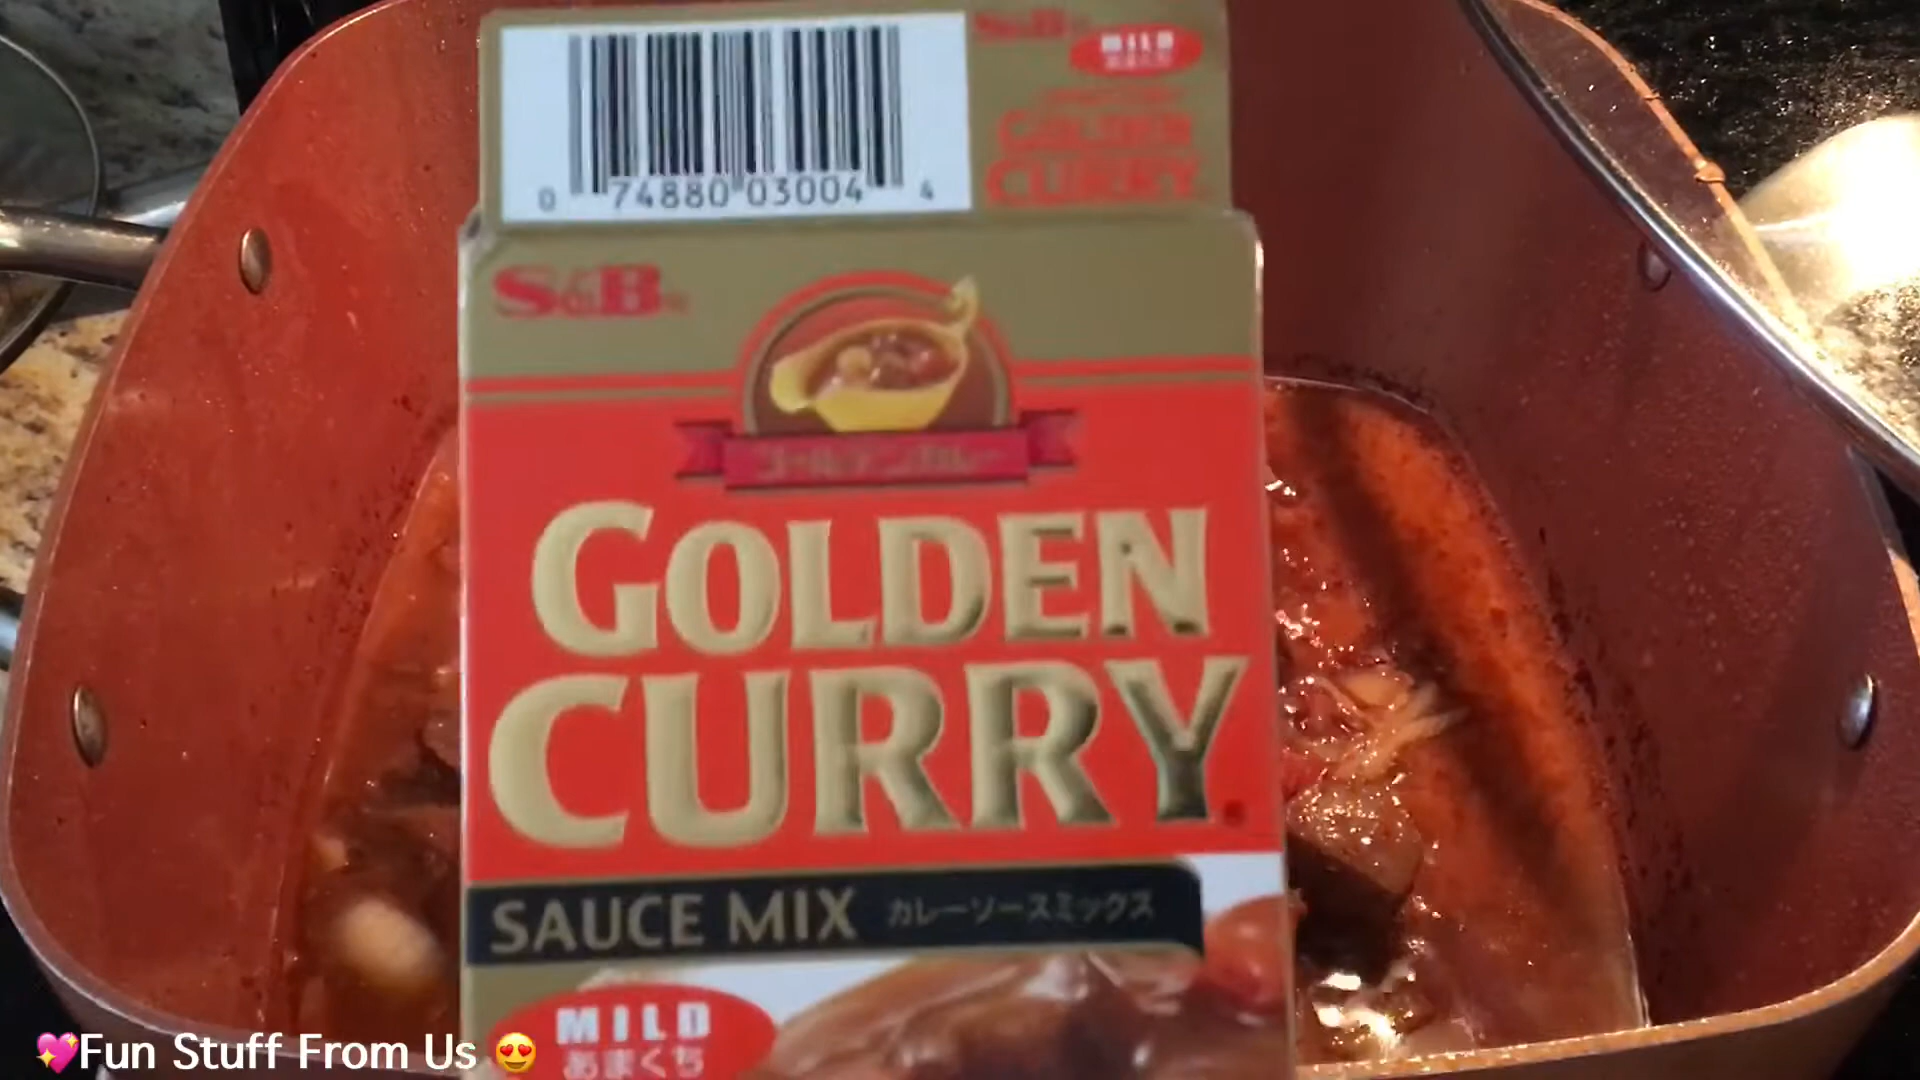 S&B
MILD
GOLDEN
CURRY
0 74880 03004 4
S&B
ゴールデンカレー
GOLDEN
CURRY
SAUCE MIX カレーソースミックス
MILD
あまくち
💖Fun Stuff From Us 😍